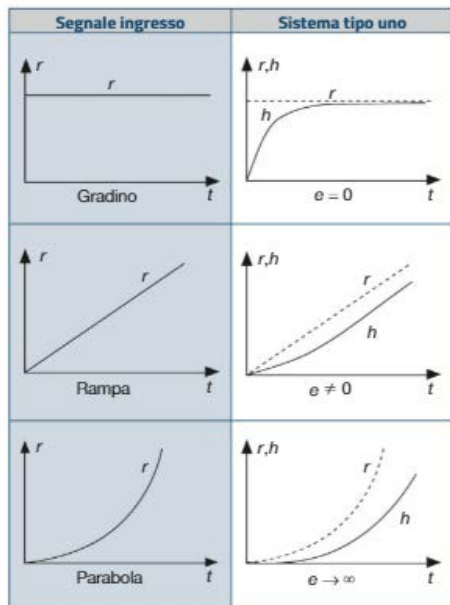 Segnale ingresso
Sistema tipo uno
r
r
Gradino
t
r,h
r
h
e = 0
t
r
r
Rampa
t
r,h
r
h
e ≠ 0
t
r
r
Parabola
t
r,h
r
h
e → ∞
t